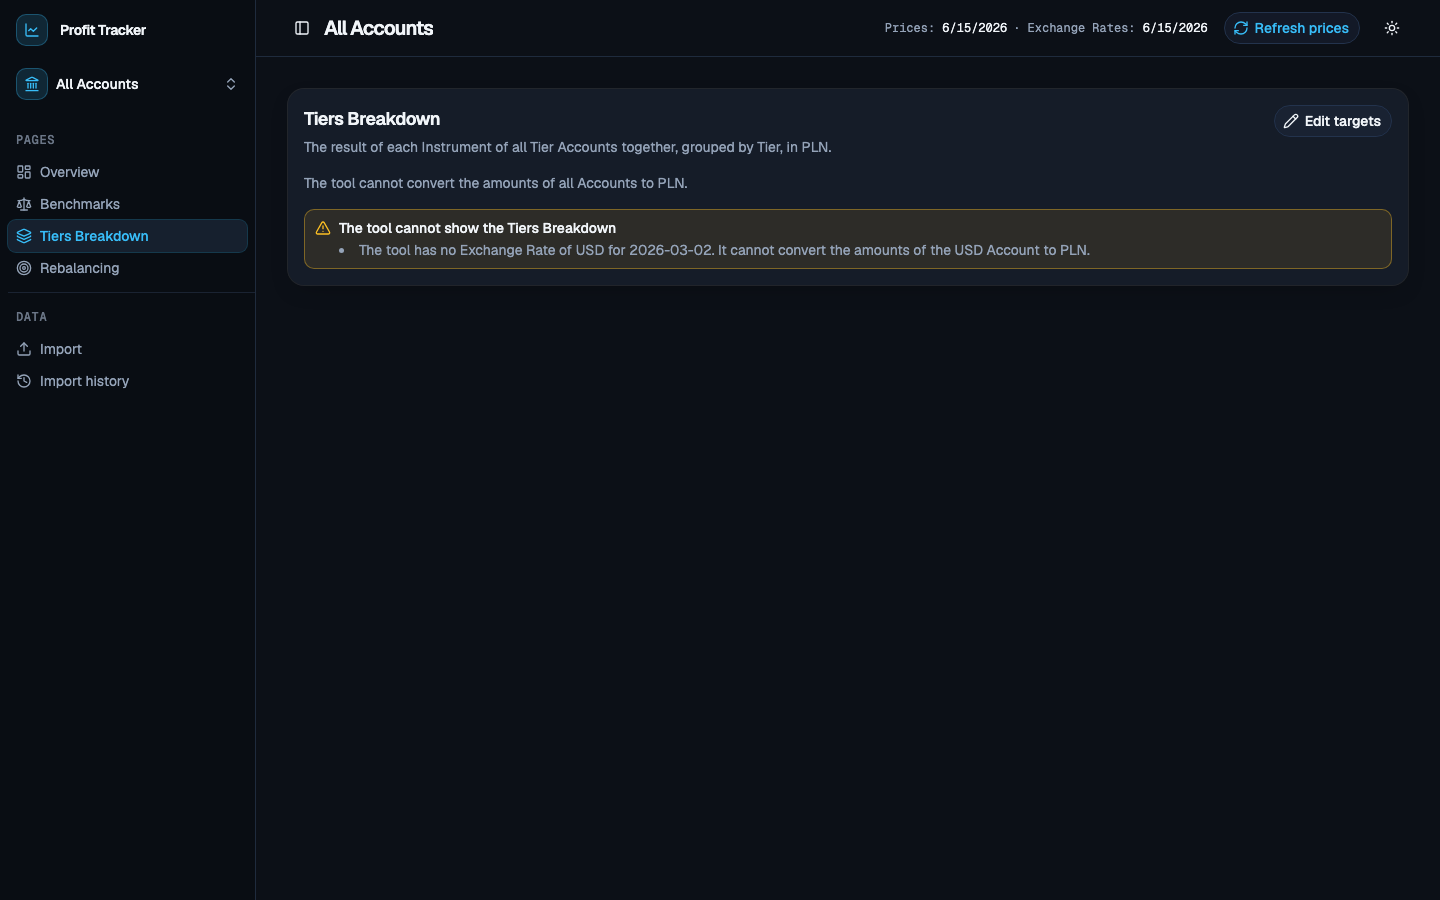 Profit Tracker
All Accounts
PAGES
Overview
Benchmarks
Tiers Breakdown
Rebalancing
DATA
Import
Import history
All Accounts
Prices: 6/15/2026 · Exchange Rates: 6/15/2026
Refresh prices
Tiers Breakdown
Edit targets
The result of each Instrument of all Tier Accounts together, grouped by Tier, in PLN.
The tool cannot convert the amounts of all Accounts to PLN.
The tool cannot show the Tiers Breakdown
• The tool has no Exchange Rate of USD for 2026-03-02. It cannot convert the amounts of the USD Account to PLN.